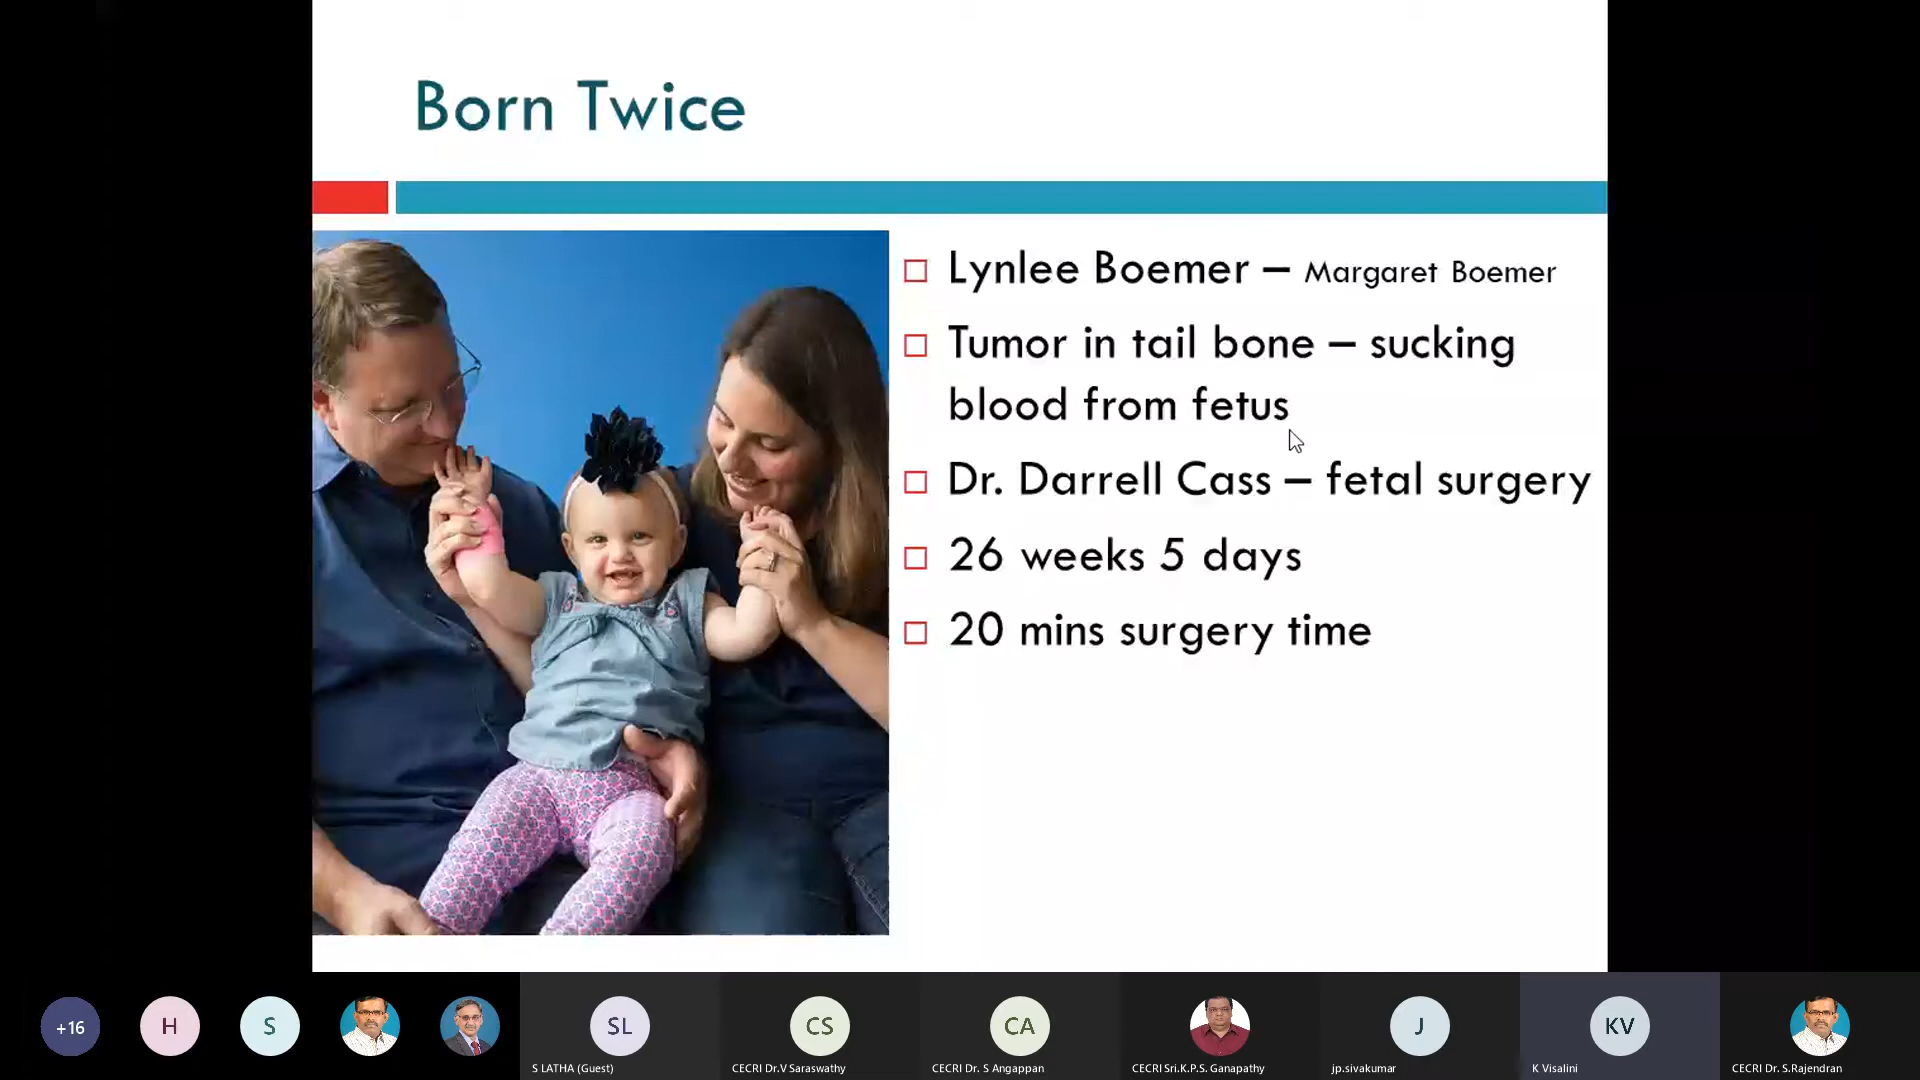 Born Twice
Lynlee Boemer – Margaret Boemer
Tumor in tail bone – sucking
blood from fetus
Dr. Darrell Cass – fetal surgery
26 weeks 5 days
20 mins surgery time
+16
H
S
SL
CS
CA
J
KV
S LATHA (Guest)
CECRI Dr.V Saraswathy
CECRI Dr. S Angappan
CECRI Sri.K.P.S. Ganapathy
jp.sivakumar
K Visalini
CECRI Dr. S.Rajendran